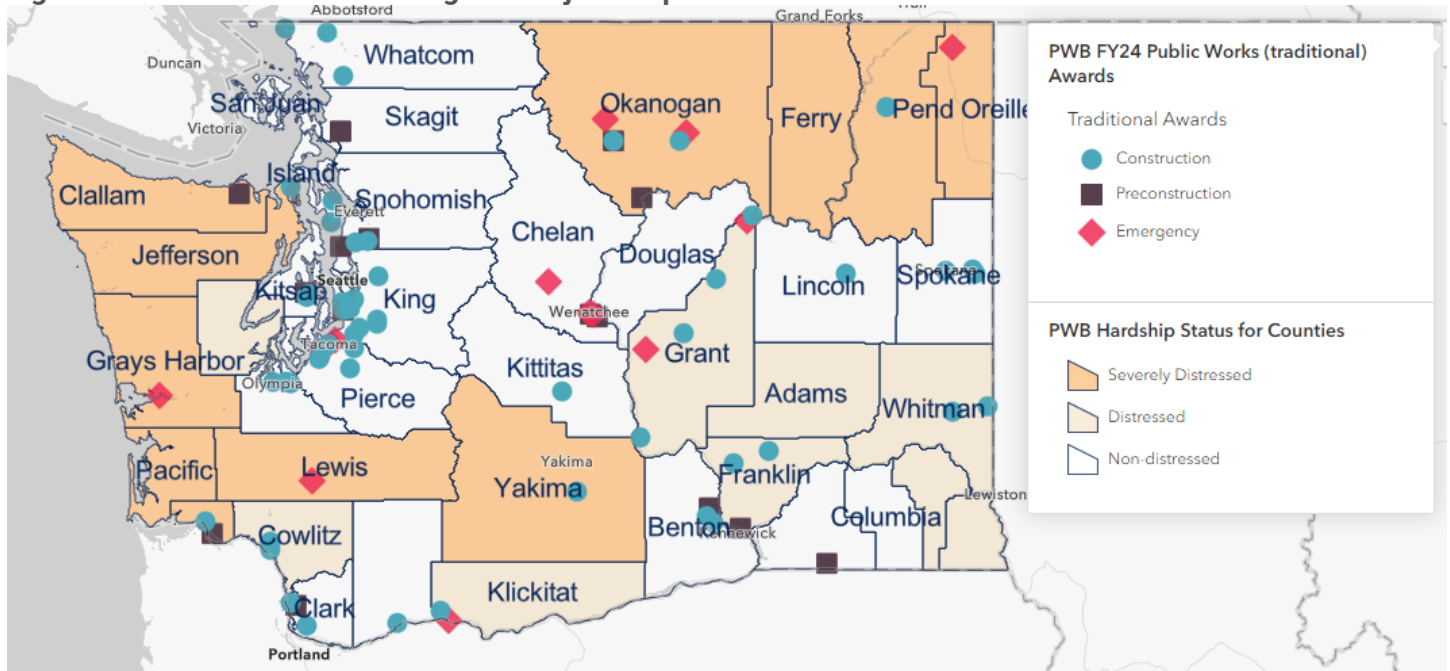 Abbotsford
Grand Forks
Whatcom
Duncan
San Juan
Skagit
Okanogan
Ferry
Pend Oreille
Victoria
Island
Clallam
Snohomish
Everett
Chelan
Jefferson
Douglas
Seattle
Kitsap
King
Lincoln
Spokane
Spokane
Wenatchee
Tacoma
Grays Harbor
Grant
Kittitas
Olympia
Pierce
Adams
Whitman
Pacific
Lewis
Yakima
Yakima
Franklin
Lewiston
Columbia
Benton
Kennewick
Cowlitz
Klickitat
Clark
Portland
PWB FY24 Public Works (traditional)
Awards
Traditional Awards
Construction
Preconstruction
Emergency
PWB Hardship Status for Counties
Severely Distressed
Distressed
Non-distressed